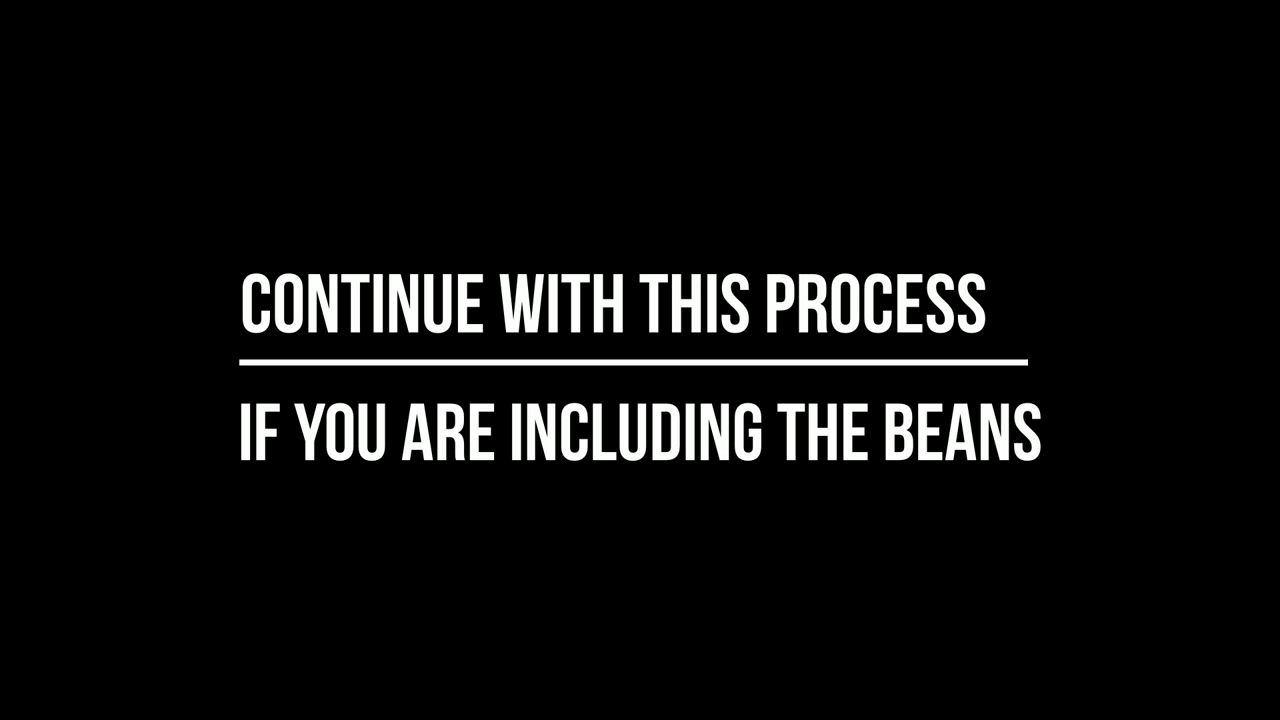 CONTINUE WITH THIS PROCESS
IF YOU ARE INCLUDING THE BEANS